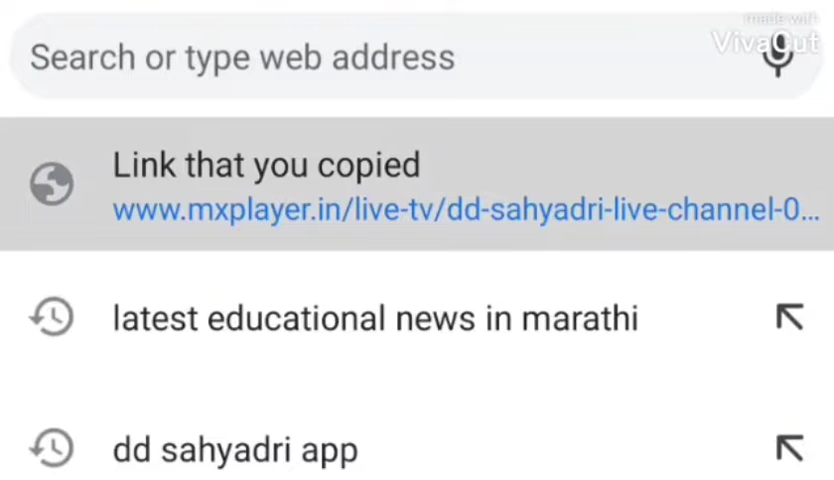 made with
VivaCut
Search or type web address
Link that you copied
www.mxplayer.in/live-tv/dd-sahyadri-live-channel-0...
latest educational news in marathi
dd sahyadri app